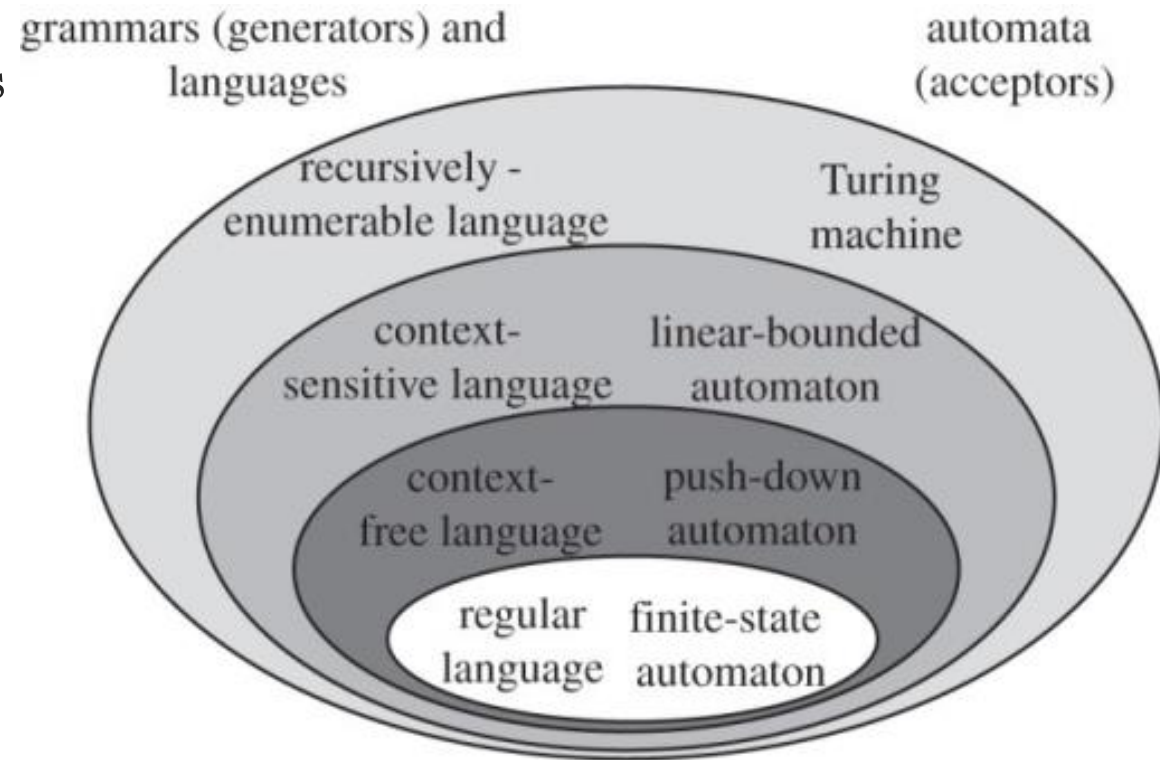 grammars (generators) and
languages
s
automata
(acceptors)
recursively -
enumerable language
Turing
machine
context-
sensitive language
linear-bounded
automaton
context-
free language
push-down
automaton
regular
language
finite-state
automaton